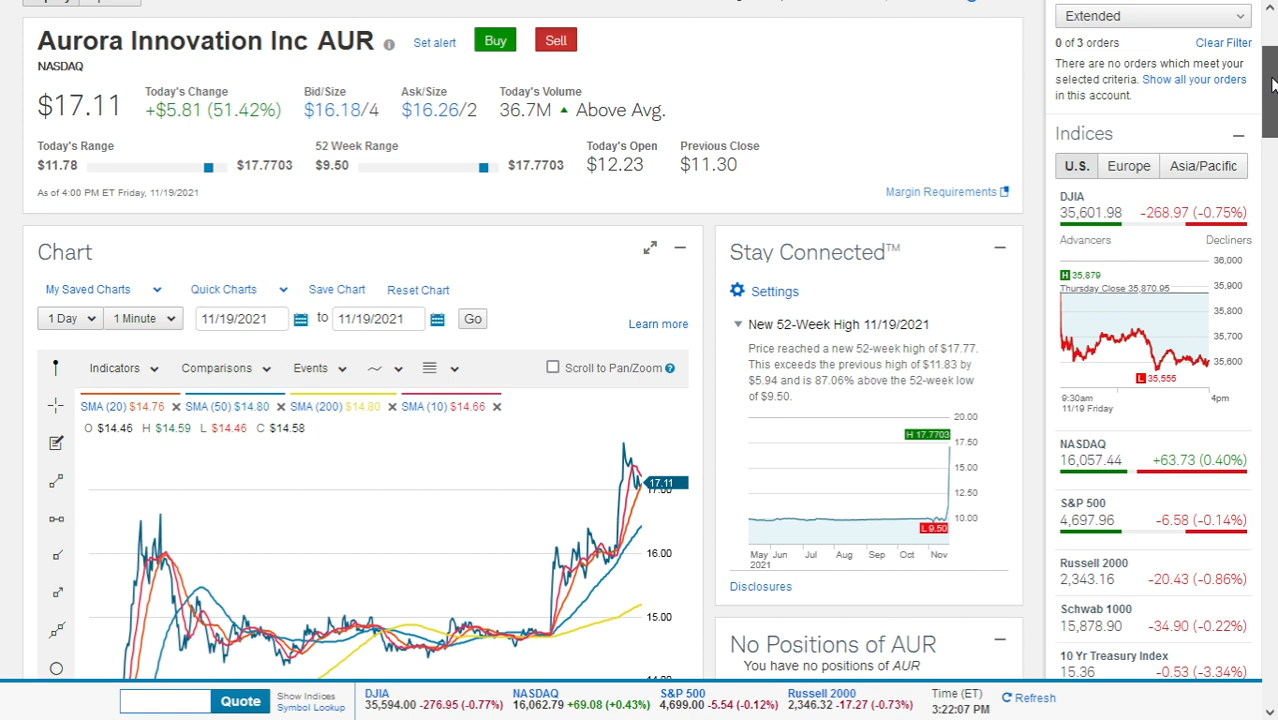 Extended
0 of 3 orders Clear Filter
There are no orders which meet your
selected criteria. Show all your orders
in this account.
Aurora Innovation Inc AUR Set alert Buy Sell
NASDAQ
Today's Change Bid/Size Ask/Size Today's Volume
$17.11 +$5.81 (51.42%) $16.18/4 $16.26/2 36.7M Above Avg.
Today's Range 52 Week Range Today's Open Previous Close
$11.78 $17.7703 $9.50 $17.7703 $12.23 $11.30
As of 4:00 PM ET Friday, 11/19/2021 Margin Requirements
Chart
My Saved Charts Quick Charts Save Chart Reset Chart
1 Day 1 Minute 11/19/2021 to 11/19/2021 Go Learn more
Indicators Comparisons Events Scroll to Pan/Zoom ?
SMA (20) $14.76 SMA (50) $14.80 SMA (200) $14.80 SMA (10) $14.66
O $14.46 H $14.59 L $14.46 C $14.58
17.11
17.00
16.00
15.00
Stay Connected™
Settings
New 52-Week High 11/19/2021
Price reached a new 52-week high of $17.77.
This exceeds the previous high of $11.83 by
$5.94 and is 87.06% above the 52-week low
of $9.50.
20.00
H 17.7703 17.50
15.00
12.50
10.00
L 9.50
May Jun Jul Aug Sep Oct Nov
2021
Disclosures
No Positions of AUR
You have no positions of AUR
Indices
U.S. Europe Asia/Pacific
DJIA
35,601.98 -268.97 (-0.75%)
Advancers Decliners
36,000
H 35,879
Thursday Close 35,870.95 35,900
35,800
35,700
35,600
L 35,555
9:30am 4pm
11/19 Friday
NASDAQ
16,057.44 +63.73 (0.40%)
S&P 500
4,697.96 -6.58 (-0.14%)
Russell 2000
2,343.16 -20.43 (-0.86%)
Schwab 1000
15,878.90 -34.90 (-0.22%)
10 Yr Treasury Index
15.36 -0.53 (-3.34%)
Quote
Show Indices
Symbol Lookup
DJIA NASDAQ S&P 500 Russell 2000 Time (ET) Refresh
35,594.00 -276.95 (-0.77%) 16,062.79 +69.08 (+0.43%) 4,699.00 -5.54 (-0.12%) 2,346.32 -17.27 (-0.73%) 3:22:07 PM